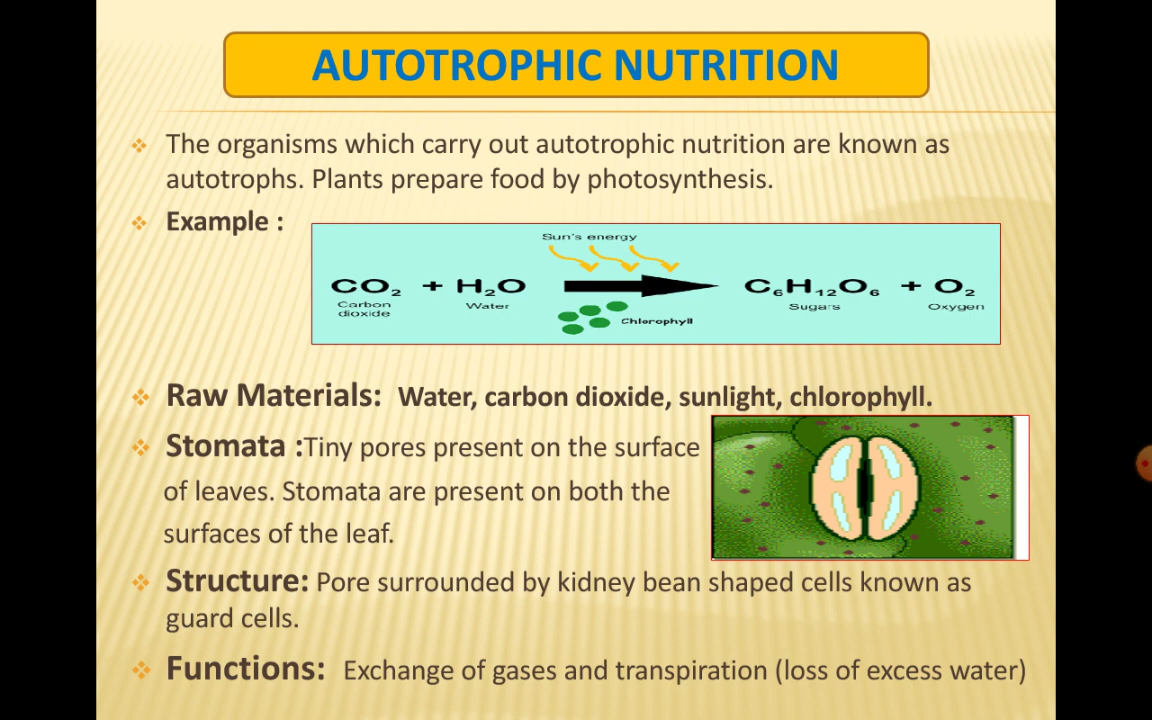 AUTOTROPHIC NUTRITION
❖ The organisms which carry out autotrophic nutrition are known as
autotrophs. Plants prepare food by photosynthesis.
❖ Example :
Sun's energy
CO₂ + H₂O C₆H₁₂O₆ + O₂
Carbon dioxide Water Sugars Oxygen
Chlorophyll
❖ Raw Materials: Water, carbon dioxide, sunlight, chlorophyll.
❖ Stomata :Tiny pores present on the surface
of leaves. Stomata are present on both the
surfaces of the leaf.
❖ Structure: Pore surrounded by kidney bean shaped cells known as
guard cells.
❖ Functions: Exchange of gases and transpiration (loss of excess water)